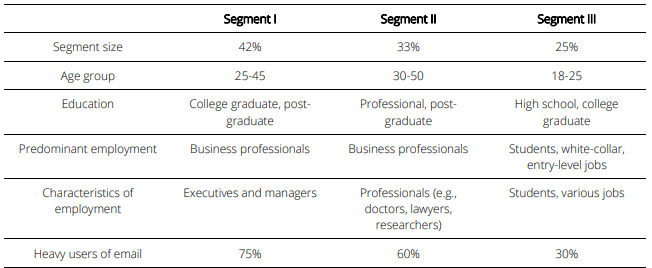 Segment I Segment II Segment III
Segment size 42% 33% 25%
Age group 25-45 30-50 18-25
Education College graduate, post- Professional, post- High school, college
graduate graduate graduate
Predominant employment Business professionals Business professionals Students, white-collar,
entry-level jobs
Characteristics of Executives and managers Professionals (e.g., Students, various jobs
employment doctors, lawyers,
researchers)
Heavy users of email 75% 60% 30%